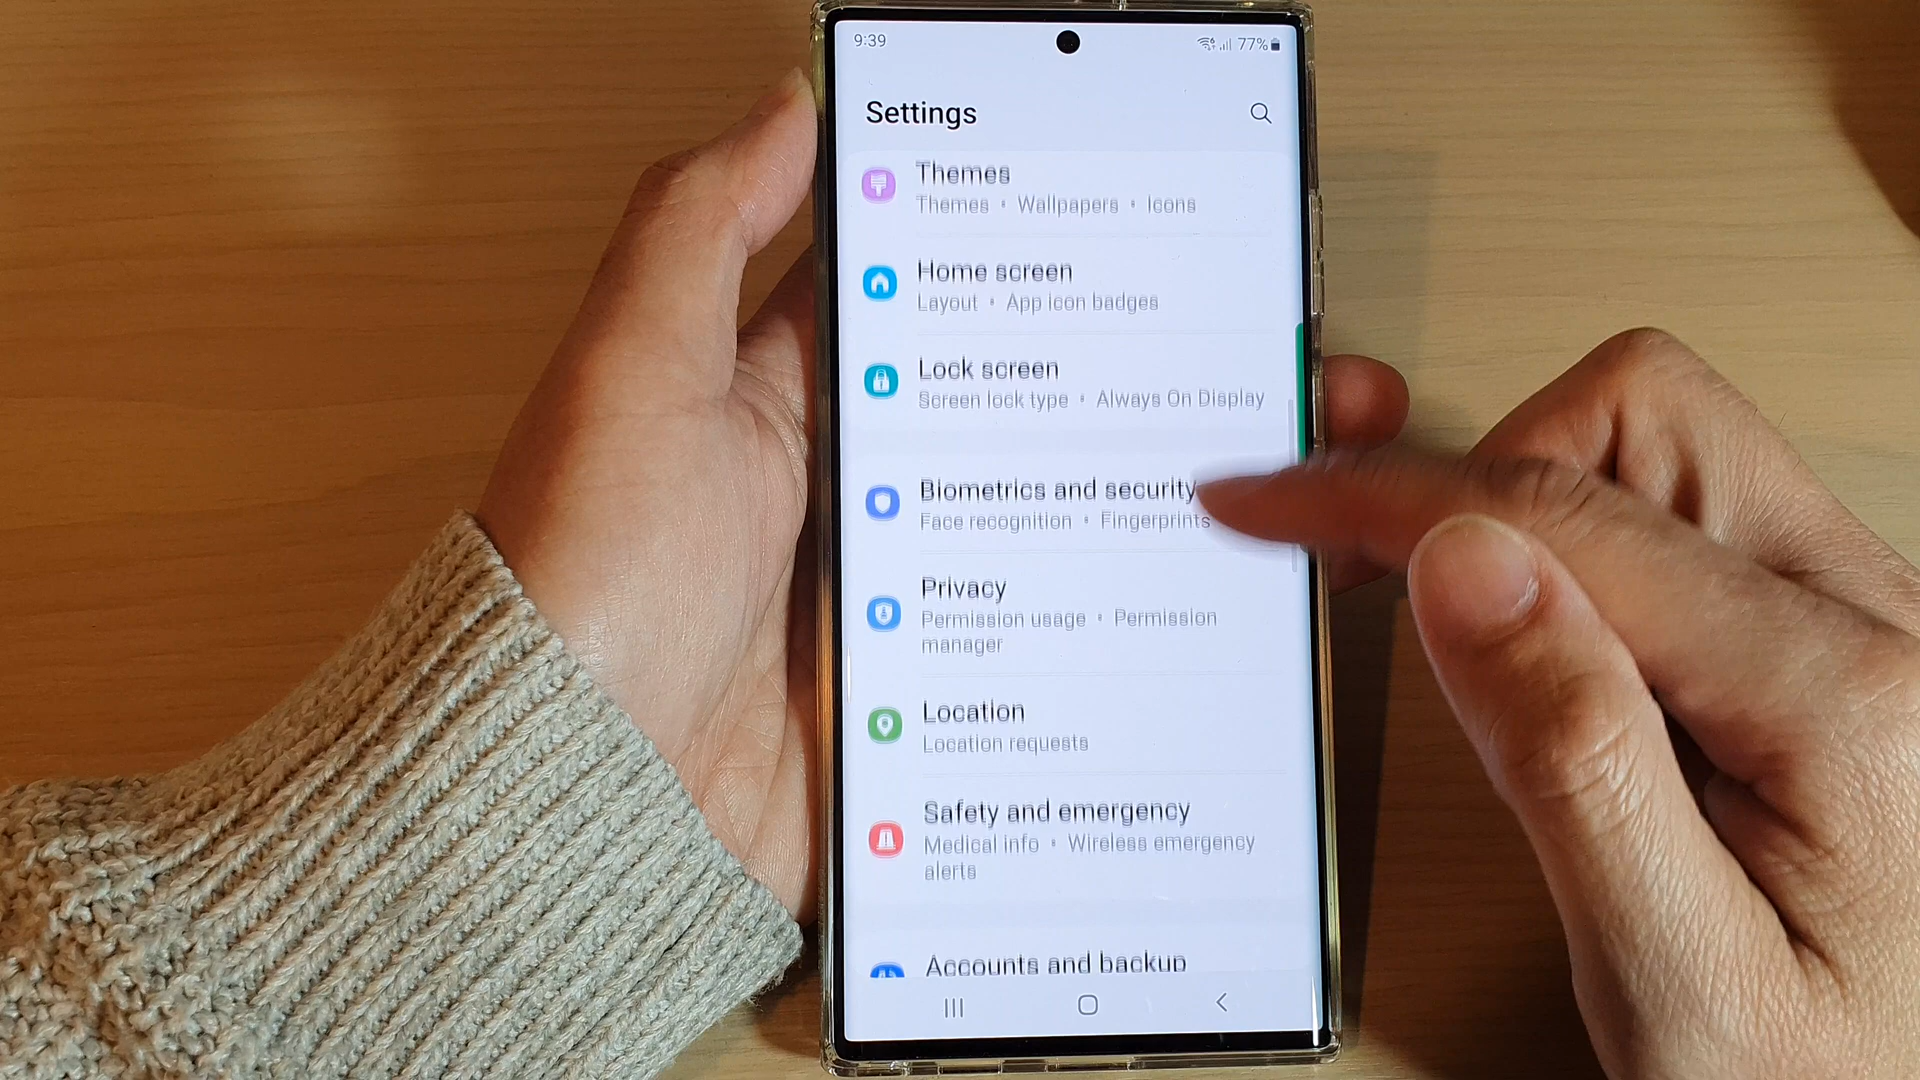 9:39
77%
Settings
Themes
Themes • Wallpapers • Icons
Home screen
Layout • App icon badges
Lock screen
Screen lock type • Always On Display
Biometrics and security
Face recognition • Fingerprints
Privacy
Permission usage • Permission
manager
Location
Location requests
Safety and emergency
Medical info • Wireless emergency
alerts
Accounts and backup